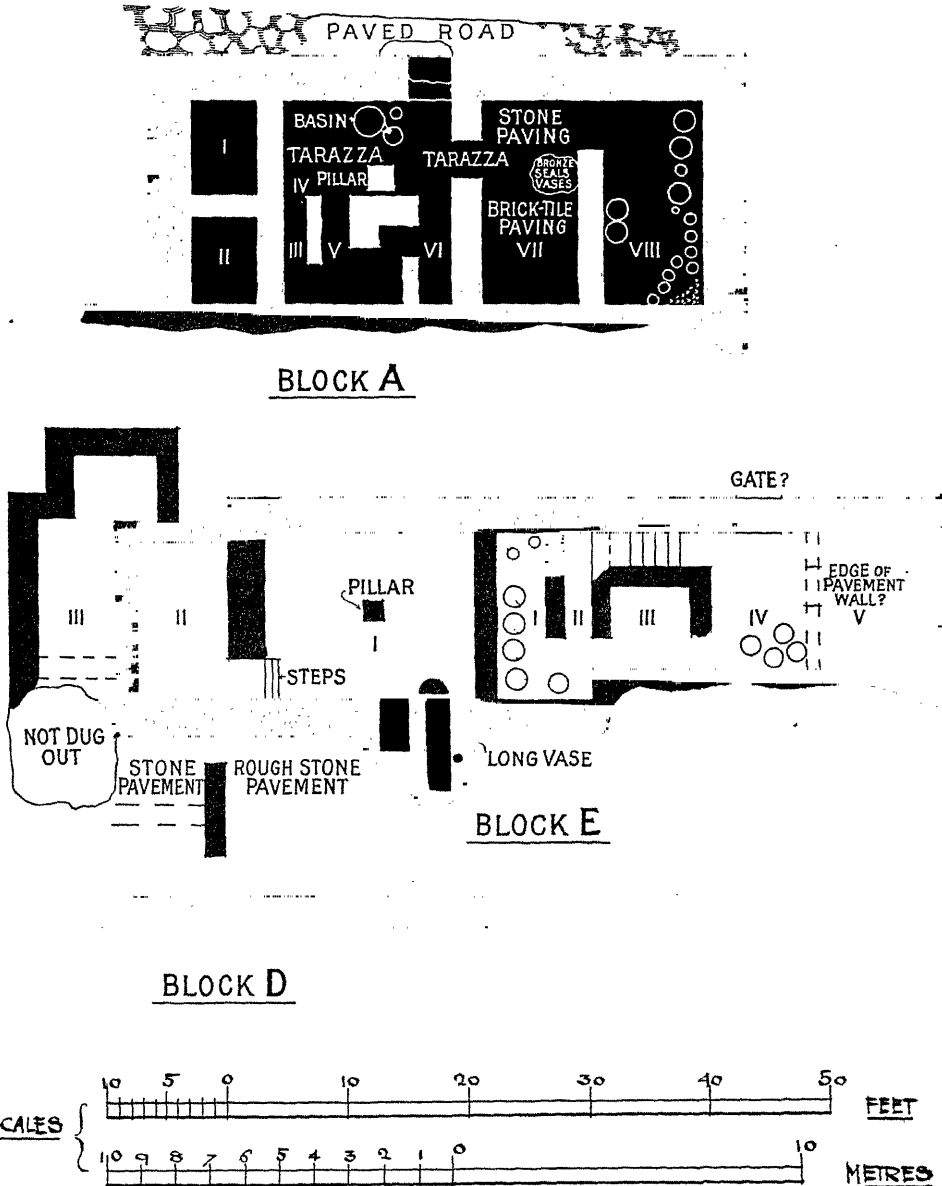 PAVED ROAD
BASIN
STONE
PAVING
I
TARAZZA
TARAZZA
BRONZE
SEALS
VASES
IV PILLAR
BRICK-TILE
PAVING
II
III
V
VI
VII
VIII
BLOCK A
GATE?
PILLAR
III
II
I
STEPS
NOT DUG
OUT
STONE
PAVEMENT
ROUGH STONE
PAVEMENT
LONG VASE
I
II
III
IV
EDGE OF
PAVEMENT
WALL?
V
BLOCK E
BLOCK D
10 5 0 10 20 30 40 50 FEET
CALES
10 9 8 7 6 5 4 3 2 1 0 10 METRES